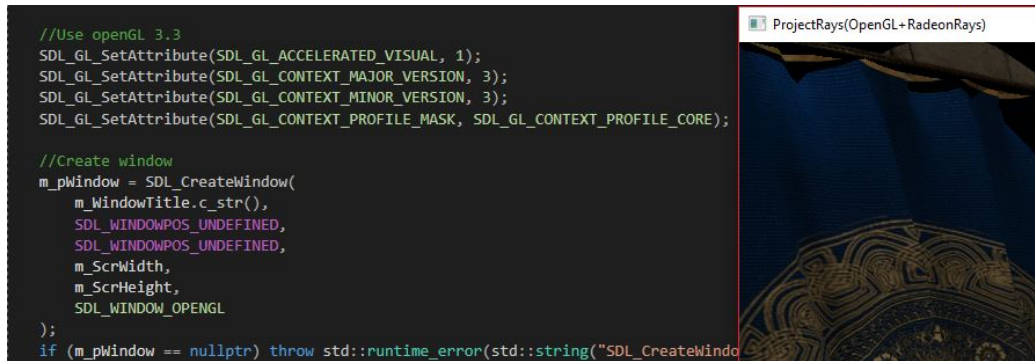 //Use openGL 3.3
SDL_GL_SetAttribute(SDL_GL_ACCELERATED_VISUAL, 1);
SDL_GL_SetAttribute(SDL_GL_CONTEXT_MAJOR_VERSION, 3);
SDL_GL_SetAttribute(SDL_GL_CONTEXT_MINOR_VERSION, 3);
SDL_GL_SetAttribute(SDL_GL_CONTEXT_PROFILE_MASK, SDL_GL_CONTEXT_PROFILE_CORE);
//Create window
m_pWindow = SDL_CreateWindow(
m_WindowTitle.c_str(),
SDL_WINDOWPOS_UNDEFINED,
SDL_WINDOWPOS_UNDEFINED,
m_ScrWidth,
m_ScrHeight,
SDL_WINDOW_OPENGL
);
if (m_pWindow == nullptr) throw std::runtime_error(std::string("SDL_CreateWindo
ProjectRays(OpenGL+RadeonRays)